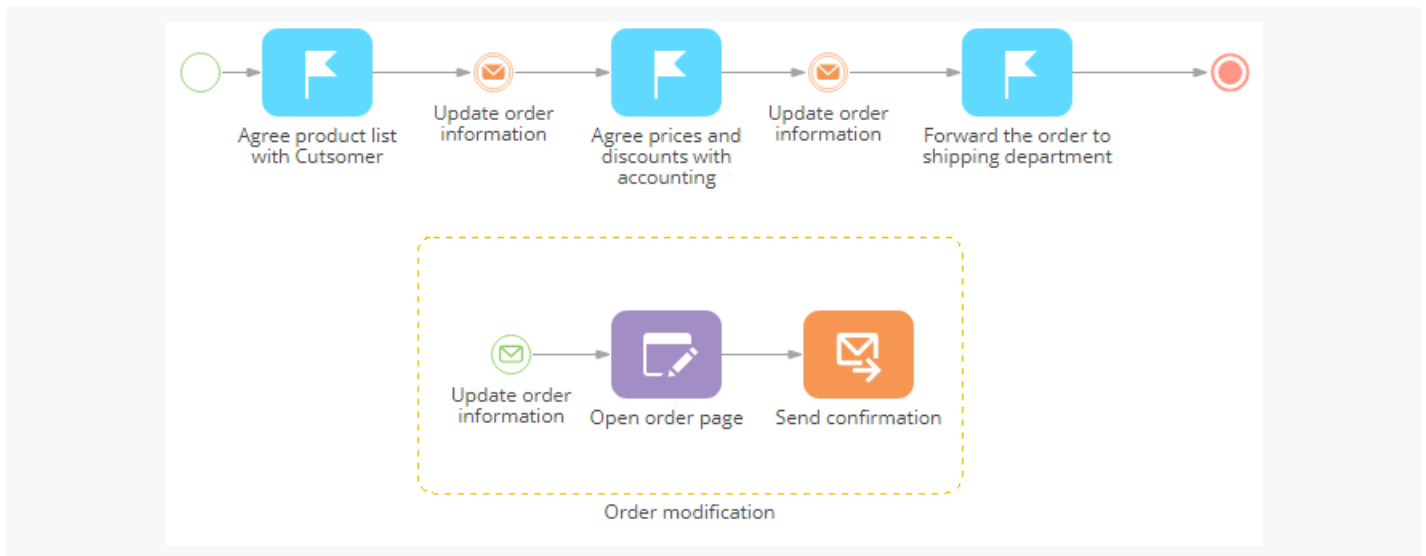 Agree product list
with Cutsomer
Update order
information
Agree prices and
discounts with
accounting
Update order
information
Forward the order to
shipping department
Update order
information
Open order page
Send confirmation
Order modification